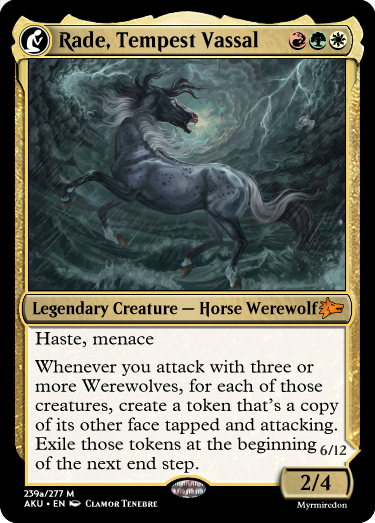 Rade, Tempest Vassal
Legendary Creature — Horse Werewolf
Haste, menace
Whenever you attack with three or
more Werewolves, for each of those
creatures, create a token that's a copy
of its other face tapped and attacking.
Exile those tokens at the beginning
of the next end step.
6/12
2/4
239a/277 M
AKU • EN Clamor Tenebre
Myrmiredon